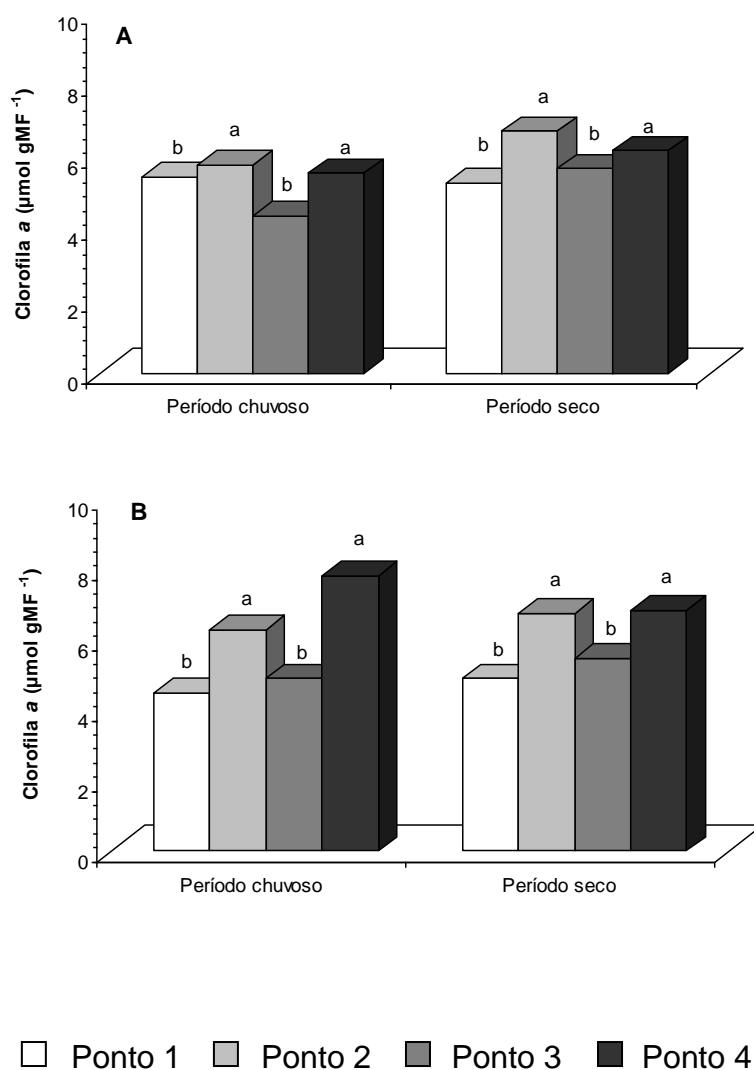 A
10
8
6
4
2
0
Clorofila a (µmol gMF -1)
b a b a
b a b a
Período chuvoso Período seco
B
10
8
6
4
2
0
Clorofila a (µmol gMF -1)
b a b a
b a b a
Período chuvoso Período seco
Ponto 1 Ponto 2 Ponto 3 Ponto 4